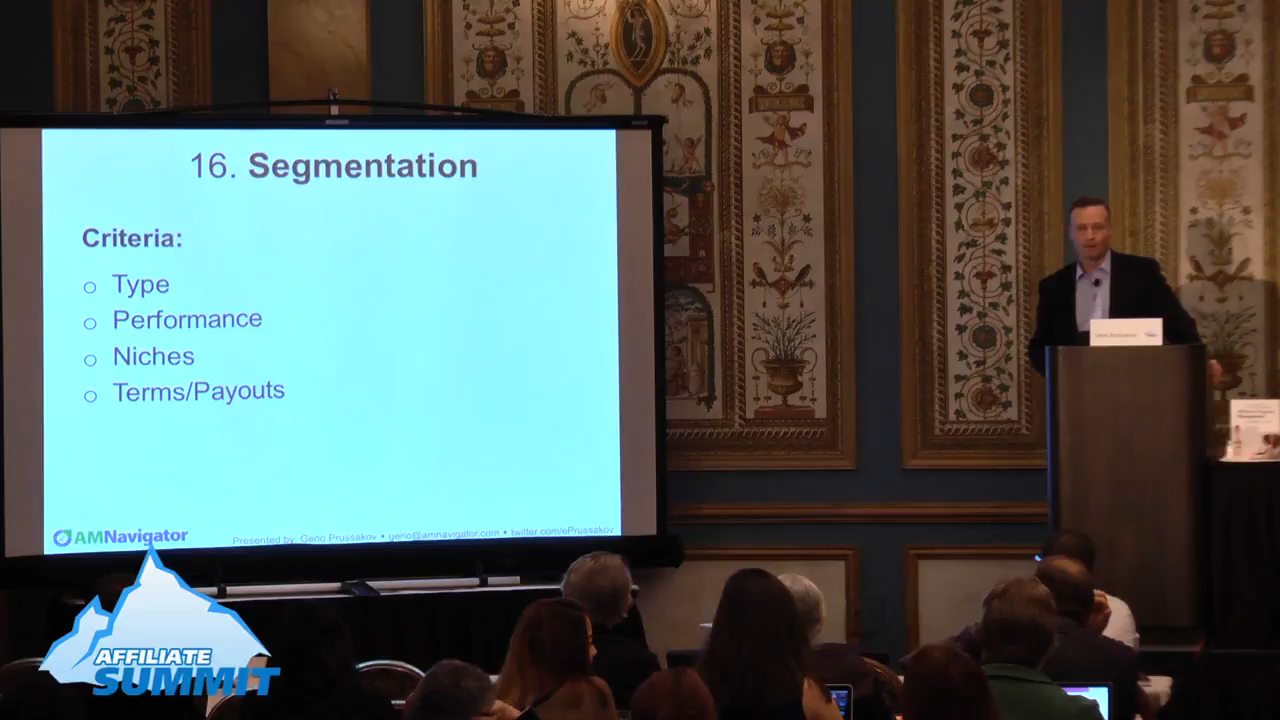 16. Segmentation
Criteria:
o Type
o Performance
o Niches
o Terms/Payouts
AMNavigator
Presented by, Geno Prussakov • geno@amnavigator.com • twitter.com/ePrussakov
AFFILIATE
SUMMIT